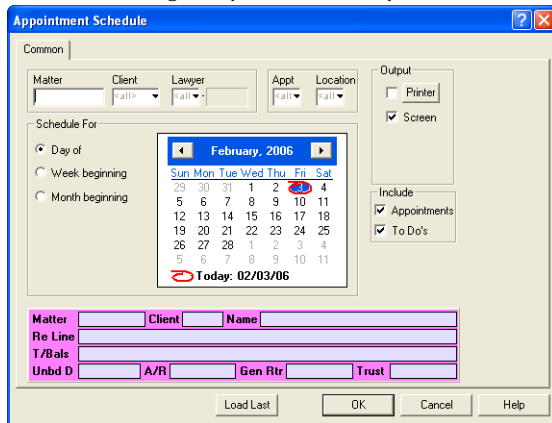 Appointment Schedule
Common
Matter Client Lawyer Appt Location
<all> <all> - <all> <all>
Output
Printer
Screen
Schedule For
Day of
Week beginning
Month beginning
February, 2006
Sun Mon Tue Wed Thu Fri Sat
29 30 31 1 2 3 4
5 6 7 8 9 10 11
12 13 14 15 16 17 18
19 20 21 22 23 24 25
26 27 28 1 2 3 4
5 6 7 8 9 10 11
Today: 02/03/06
Include
Appointments
To Do's
Matter Client Name
Re Line
T/Bals
Unbd D A/R Gen Rtr Trust
Load Last OK Cancel Help